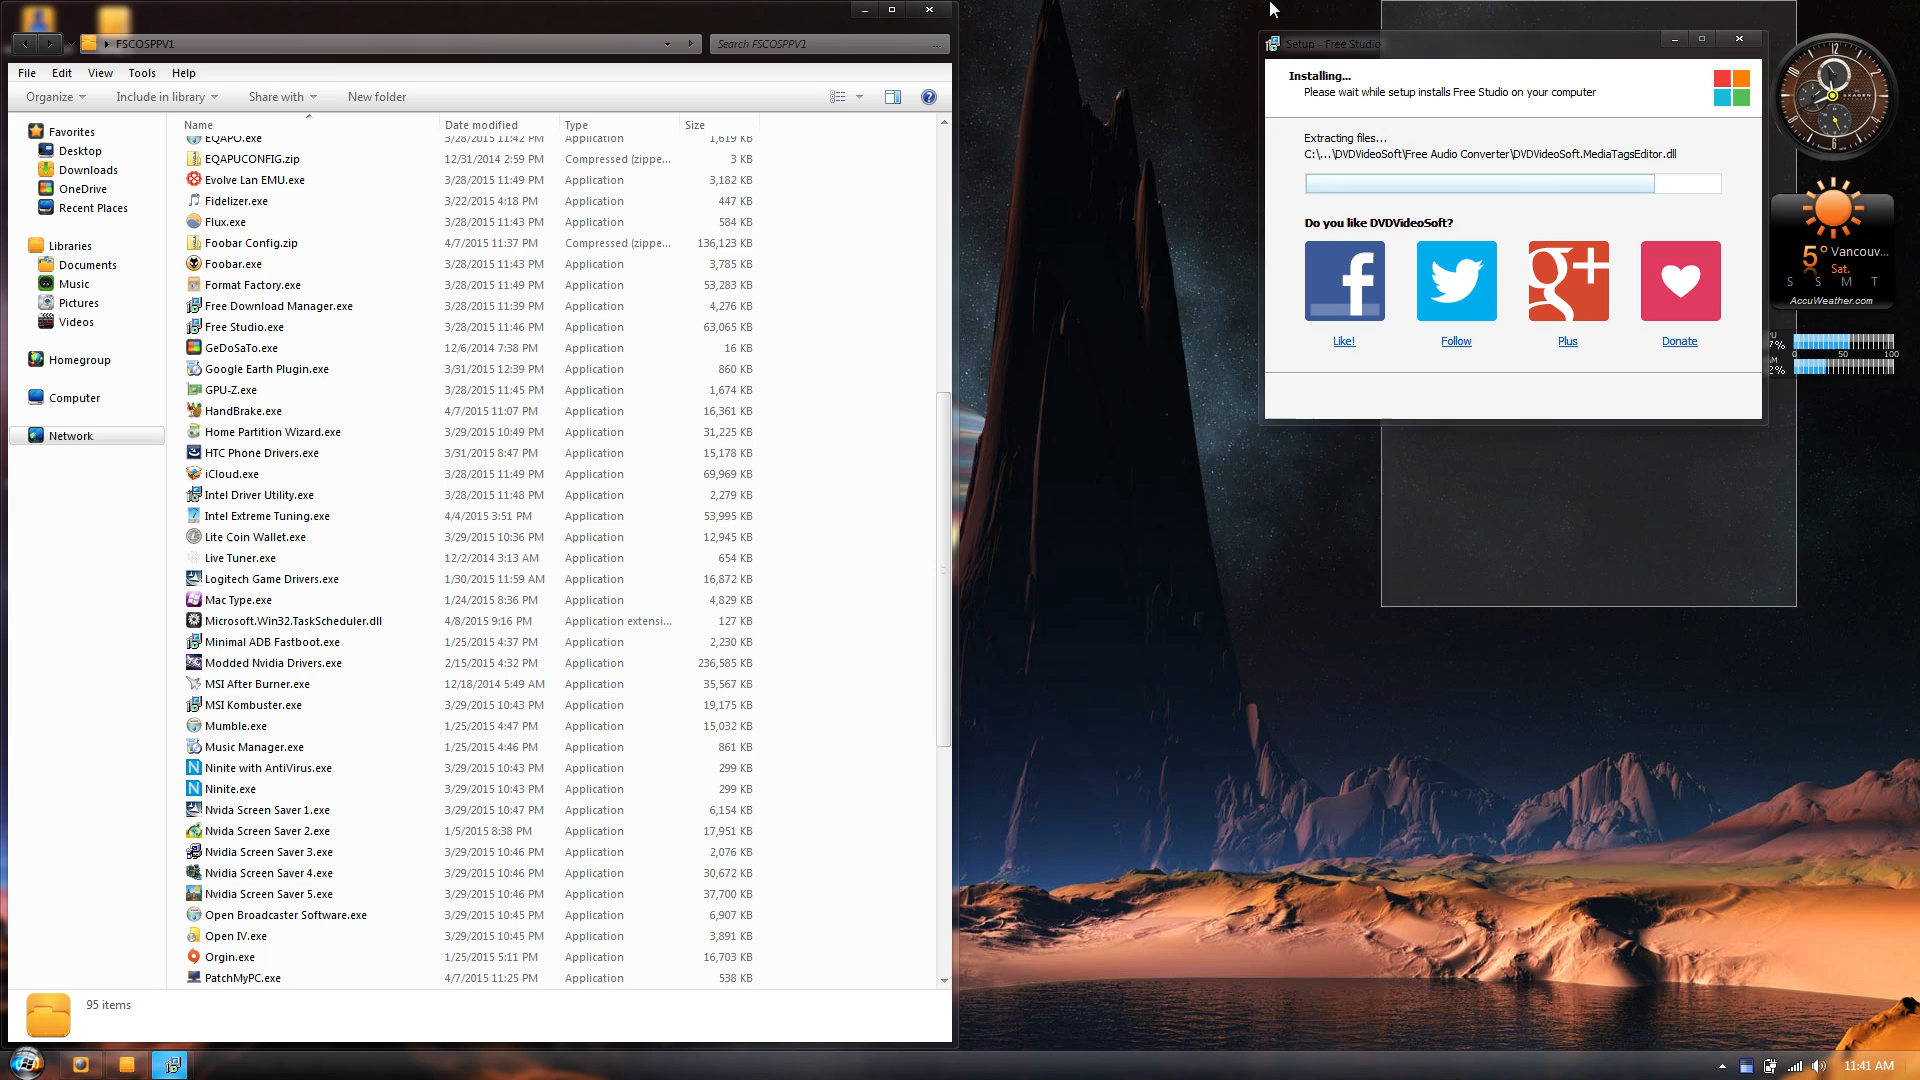 FSCOSPPV1
Search FSCOSPPV1
File Edit View Tools Help
Organize Include in library Share with New folder
Favorites
Desktop
Downloads
OneDrive
Recent Places
Libraries
Documents
Music
Pictures
Videos
Homegroup
Computer
Network
Name Date modified Type Size
EQAPO.exe 3/28/2015 11:42 PM Application 1,619 KB
EQAPUCONFIG.zip 12/31/2014 2:59 PM Compressed (zippe... 3 KB
Evolve Lan EMU.exe 3/28/2015 11:49 PM Application 3,182 KB
Fidelizer.exe 3/22/2015 4:18 PM Application 447 KB
Flux.exe 3/28/2015 11:43 PM Application 584 KB
Foobar Config.zip 4/7/2015 11:37 PM Compressed (zippe... 136,123 KB
Foobar.exe 3/28/2015 11:43 PM Application 3,785 KB
Format Factory.exe 3/28/2015 11:49 PM Application 53,283 KB
Free Download Manager.exe 3/28/2015 11:39 PM Application 4,276 KB
Free Studio.exe 3/28/2015 11:46 PM Application 63,065 KB
GeDoSaTo.exe 12/6/2014 7:38 PM Application 16 KB
Google Earth Plugin.exe 3/31/2015 12:39 PM Application 860 KB
GPU-Z.exe 3/28/2015 11:45 PM Application 1,674 KB
HandBrake.exe 4/7/2015 11:07 PM Application 16,361 KB
Home Partition Wizard.exe 3/29/2015 10:49 PM Application 31,225 KB
HTC Phone Drivers.exe 3/31/2015 8:47 PM Application 15,178 KB
iCloud.exe 3/28/2015 11:49 PM Application 69,969 KB
Intel Driver Utility.exe 3/28/2015 11:48 PM Application 2,279 KB
Intel Extreme Tuning.exe 4/4/2015 3:51 PM Application 53,995 KB
Lite Coin Wallet.exe 3/29/2015 10:36 PM Application 12,945 KB
Live Tuner.exe 12/2/2014 3:13 AM Application 654 KB
Logitech Game Drivers.exe 1/30/2015 11:59 AM Application 16,872 KB
Mac Type.exe 1/24/2015 8:36 PM Application 4,829 KB
Microsoft.Win32.TaskScheduler.dll 4/8/2015 9:16 PM Application extensi... 127 KB
Minimal ADB Fastboot.exe 1/25/2015 4:37 PM Application 2,230 KB
Modded Nvidia Drivers.exe 2/15/2015 4:32 PM Application 236,585 KB
MSI After Burner.exe 12/18/2014 5:49 AM Application 35,567 KB
MSI Kombuster.exe 3/29/2015 10:43 PM Application 19,175 KB
Mumble.exe 1/25/2015 4:47 PM Application 15,032 KB
Music Manager.exe 1/25/2015 4:46 PM Application 861 KB
Ninite with AntiVirus.exe 3/29/2015 10:43 PM Application 299 KB
Ninite.exe 3/29/2015 10:43 PM Application 299 KB
Nvida Screen Saver 1.exe 3/29/2015 10:47 PM Application 6,154 KB
Nvida Screen Saver 2.exe 1/5/2015 8:38 PM Application 17,951 KB
Nvidia Screen Saver 3.exe 3/29/2015 10:46 PM Application 2,076 KB
Nvidia Screen Saver 4.exe 3/29/2015 10:46 PM Application 30,672 KB
Nvidia Screen Saver 5.exe 3/29/2015 10:46 PM Application 37,700 KB
Open Broadcaster Software.exe 3/29/2015 10:45 PM Application 6,907 KB
Open IV.exe 3/29/2015 10:45 PM Application 3,891 KB
Orgin.exe 1/25/2015 5:11 PM Application 16,703 KB
PatchMyPC.exe 4/7/2015 11:25 PM Application 538 KB
95 items
Setup - Free Studio
Installing...
Please wait while setup installs Free Studio on your computer
Extracting files...
C:\...\DVDVideoSoft\Free Audio Converter\DVDVideoSoft.MediaTagsEditor.dll
Do you like DVDVideoSoft?
Like! Follow Plus Donate
5° Vancouv...
Sat.
S S M T
AccuWeather.com
0 50 100
11:41 AM